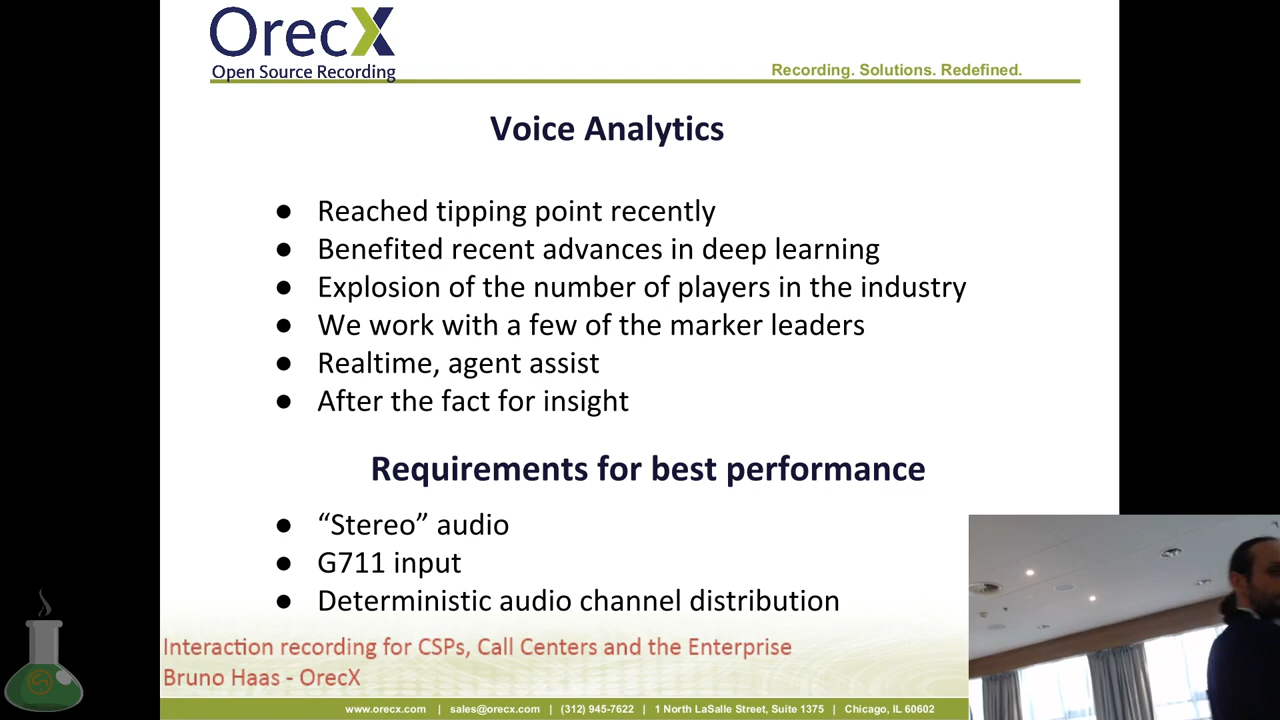 OrecX
Open Source Recording
Recording. Solutions. Redefined.
Voice Analytics
● Reached tipping point recently
● Benefited recent advances in deep learning
● Explosion of the number of players in the industry
● We work with a few of the marker leaders
● Realtime, agent assist
● After the fact for insight
Requirements for best performance
● “Stereo” audio
● G711 input
● Deterministic audio channel distribution
Interaction recording for CSPs, Call Centers and the Enterprise
Bruno Haas - OrecX
www.orecx.com | sales@orecx.com | (312) 945-7622 | 1 North LaSalle Street, Suite 1375 | Chicago, IL 60602